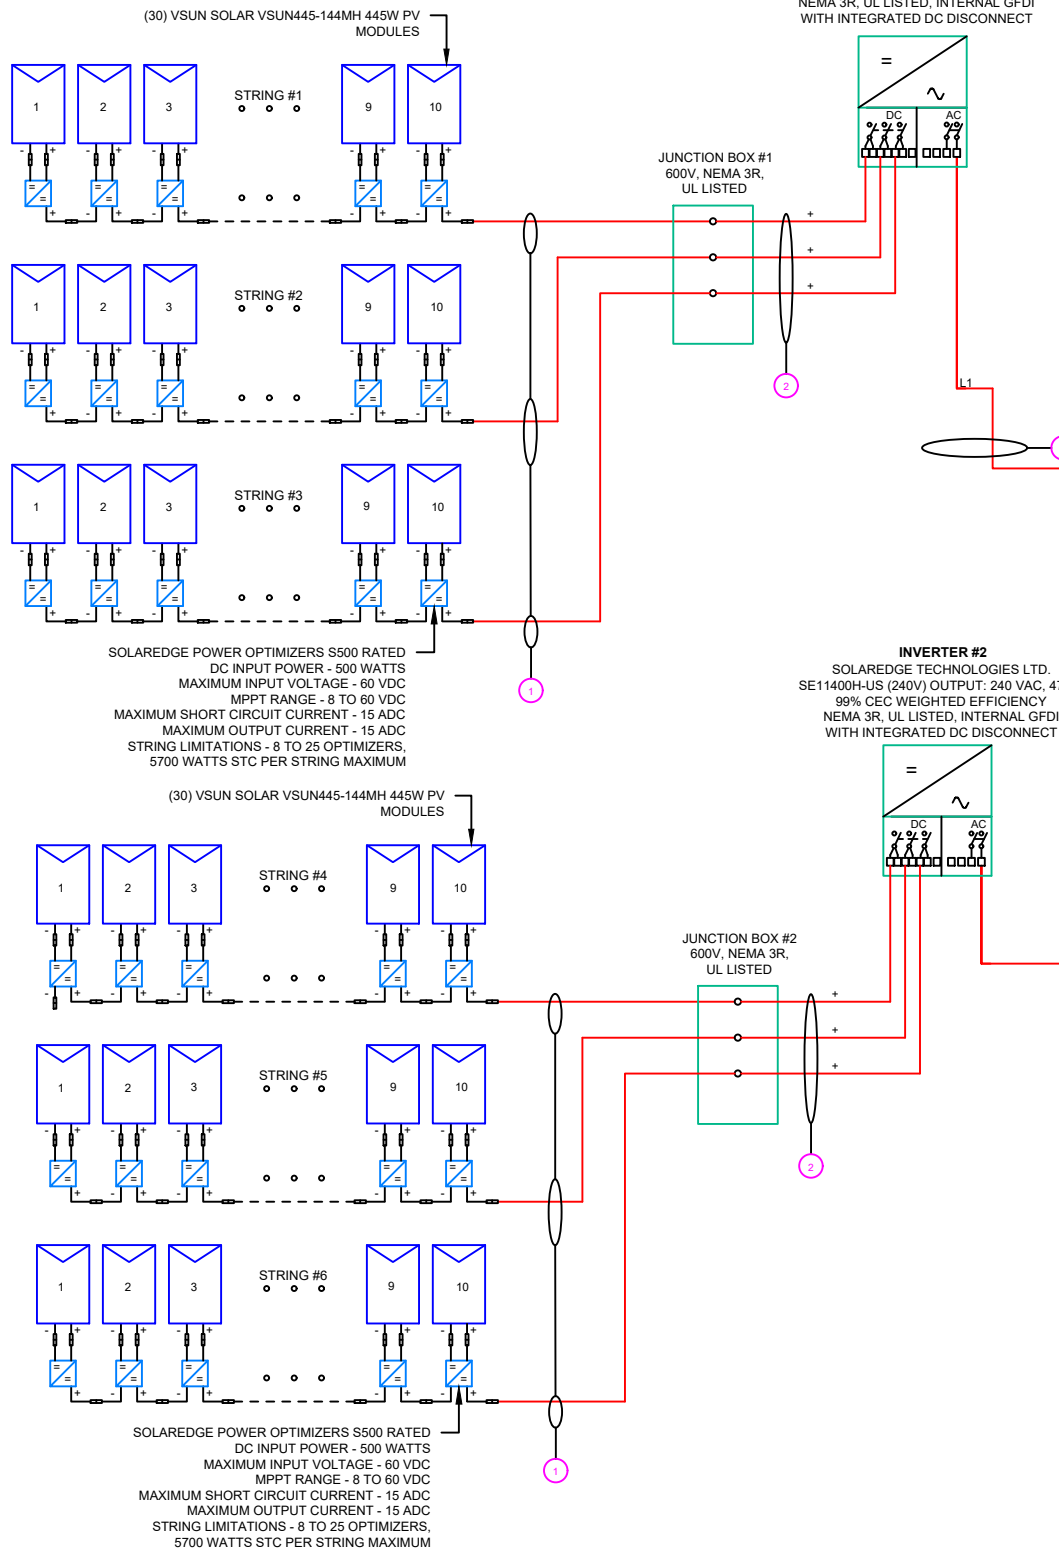 (30) VSUN SOLAR VSUN445-144MH 445W PV
MODULES
NEMA 3R, UL LISTED, INTERNAL GFDI
WITH INTEGRATED DC DISCONNECT
=
DC
AC
STRING #1
1
2
3
9
10
- + - + - + - + - +
JUNCTION BOX #1
600V, NEMA 3R,
UL LISTED
+
+
+
2
L1
STRING #2
1
2
3
9
10
- + - + - + - + - +
STRING #3
1
2
3
9
10
- + - + - + - + - +
SOLAREDGE POWER OPTIMIZERS S500 RATED
DC INPUT POWER - 500 WATTS
MAXIMUM INPUT VOLTAGE - 60 VDC
MPPT RANGE - 8 TO 60 VDC
MAXIMUM SHORT CIRCUIT CURRENT - 15 ADC
MAXIMUM OUTPUT CURRENT - 15 ADC
STRING LIMITATIONS - 8 TO 25 OPTIMIZERS,
5700 WATTS STC PER STRING MAXIMUM
1
INVERTER #2
SOLAREDGE TECHNOLOGIES LTD.
SE11400H-US (240V) OUTPUT: 240 VAC,
99% CEC WEIGHTED EFFICIENCY
NEMA 3R, UL LISTED, INTERNAL GFDI
WITH INTEGRATED DC DISCONNECT
=
DC
AC
(30) VSUN SOLAR VSUN445-144MH 445W PV
MODULES
STRING #4
1
2
3
9
10
- + - + - + - + - +
JUNCTION BOX #2
600V, NEMA 3R,
UL LISTED
+
+
+
2
STRING #5
1
2
3
9
10
- + - + - + - + - +
STRING #6
1
2
3
9
10
- + - + - + - + - +
SOLAREDGE POWER OPTIMIZERS S500 RATED
DC INPUT POWER - 500 WATTS
MAXIMUM INPUT VOLTAGE - 60 VDC
MPPT RANGE - 8 TO 60 VDC
MAXIMUM SHORT CIRCUIT CURRENT - 15 ADC
MAXIMUM OUTPUT CURRENT - 15 ADC
STRING LIMITATIONS - 8 TO 25 OPTIMIZERS,
5700 WATTS STC PER STRING MAXIMUM
1